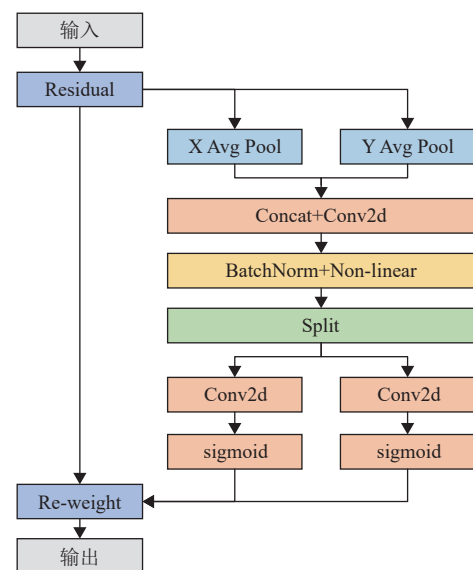 输入
Residual
X Avg Pool
Y Avg Pool
Concat+Conv2d
BatchNorm+Non-linear
Split
Conv2d
Conv2d
sigmoid
sigmoid
Re-weight
输出